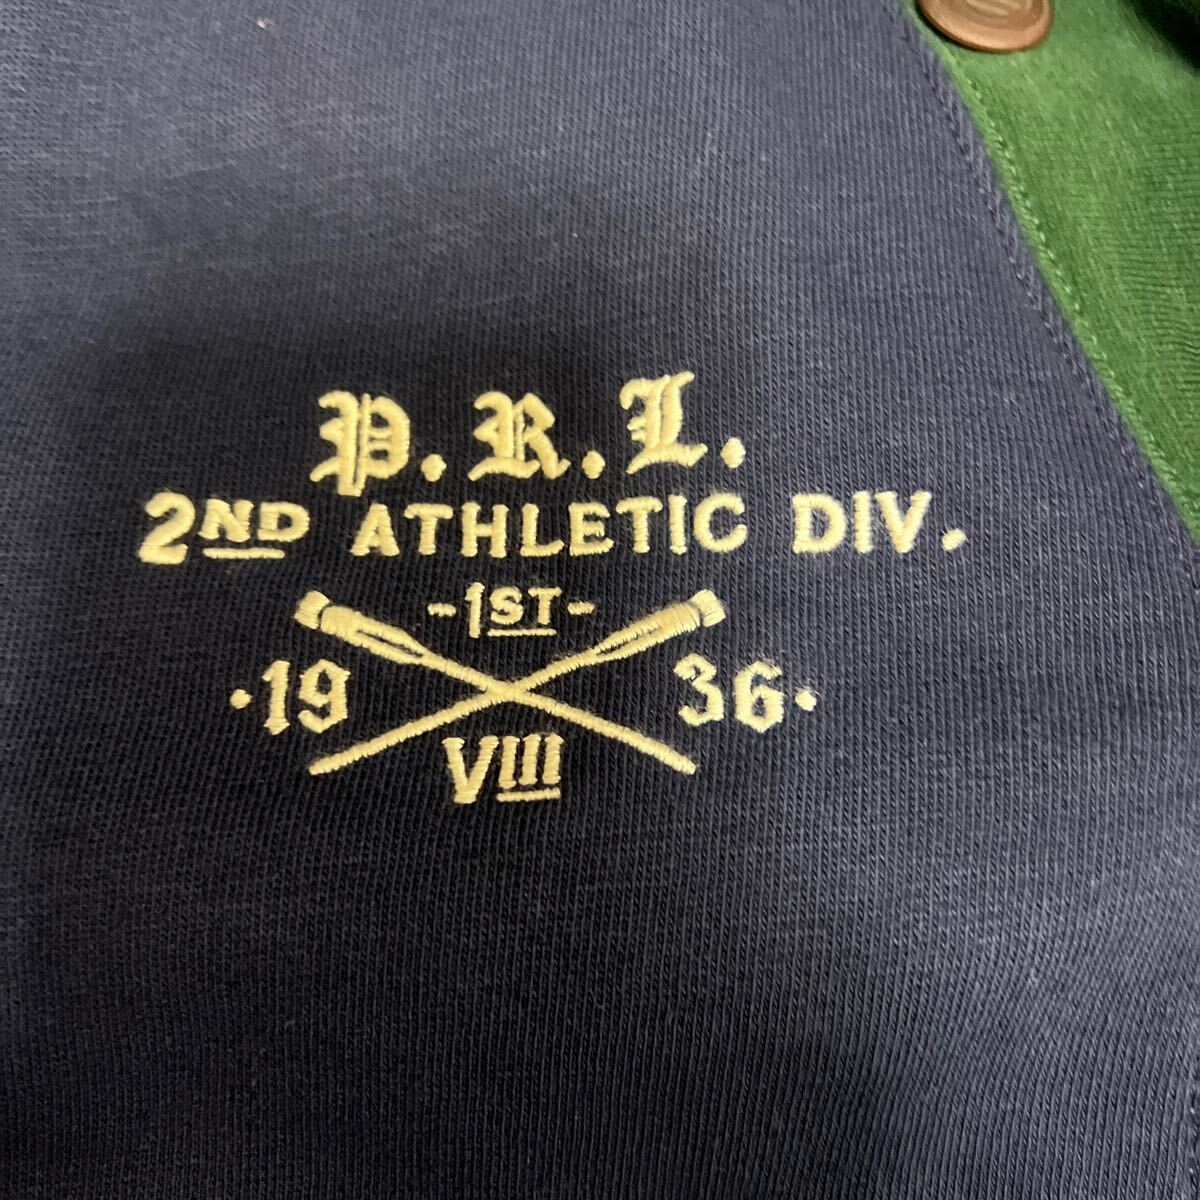 P.R.L.
2ND ATHLETIC DIV.
-1ST-
·19 36·
VIII